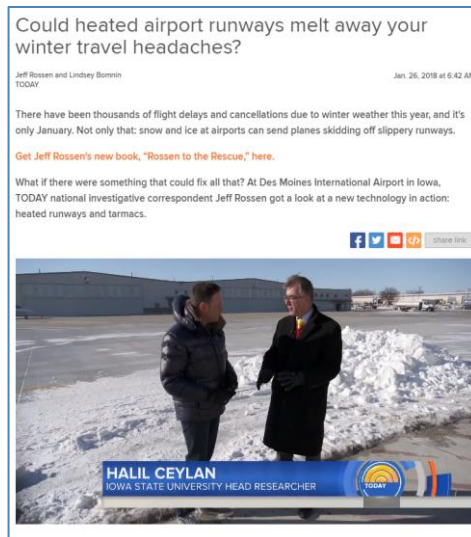 Could heated airport runways melt away your
winter travel headaches?
Jeff Rossen and Lindsey Bomnin
TODAY
Jan. 26, 2018 at 6:42 AM
There have been thousands of flight delays and cancellations due to winter weather this year, and it's
only January. Not only that: snow and ice at airports can send planes skidding off slippery runways.
Get Jeff Rossen's new book, "Rossen to the Rescue," here.
What if there were something that could fix all that? At Des Moines International Airport in Iowa,
TODAY national investigative correspondent Jeff Rossen got a look at a new technology in action:
heated runways and tarmacs.
share link
HALIL CEYLAN
IOWA STATE UNIVERSITY HEAD RESEARCHER
TODAY